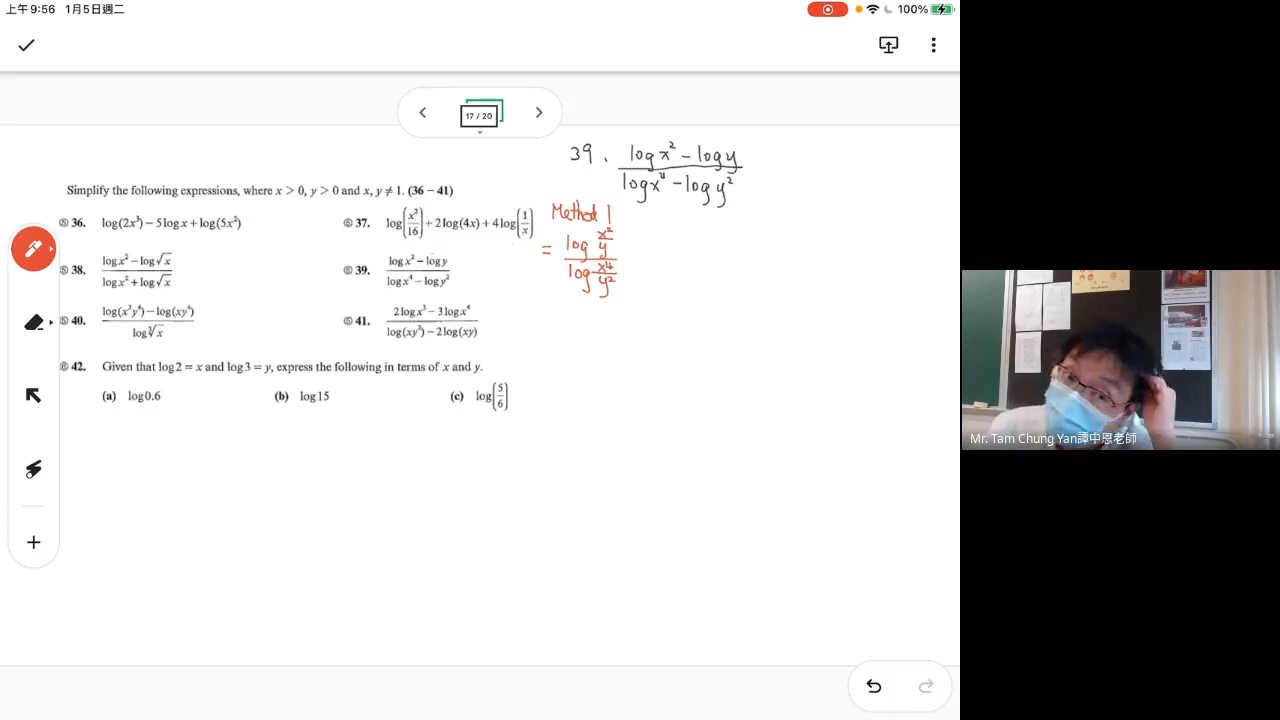 上午 9:56 1月5日週二
100%
17 / 20
39. (log x² − log y)/(log x⁴ − log y²)
Simplify the following expressions, where x > 0, y > 0 and x, y ≠ 1. (36 − 41)
Method 1
= (log x²/y)/(log x⁴/y²)
36. log(2x³) − 5 log x + log(5x²)
37. log(x²/16) + 2 log(4x) + 4 log(1/x)
38. (log x² − log √x)/(log x² + log √x)
39. (log x² − log y)/(log x⁴ − log y²)
40. (log(x³y⁴) − log(xy⁴))/(log ∛x)
41. (2 log x³ − 3 log x⁴)/(log(xy²) − 2 log(xy))
42. Given that log 2 = x and log 3 = y, express the following in terms of x and y.
(a) log 0.6 (b) log 15 (c) log(5/6)
Mr. Tam Chung Yan譚中恩老師